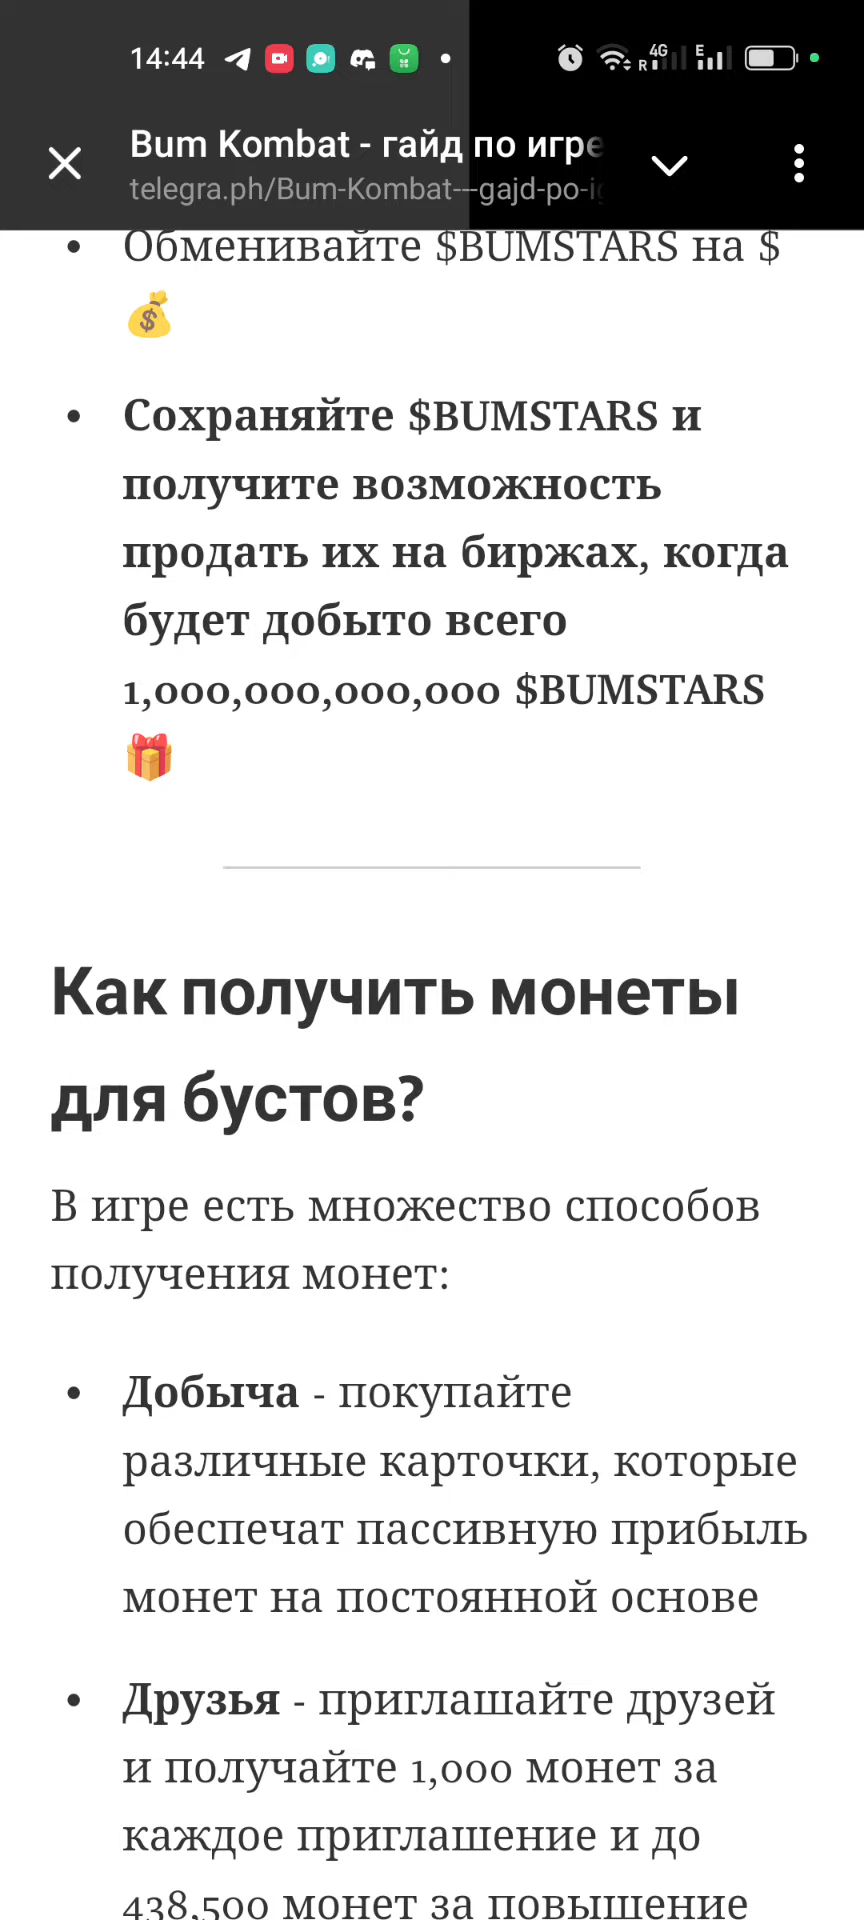 14:44
4G
R
E
Bum Kombat - гайд по игре
telegra.ph/Bum-Kombat---gajd-po-ig
• Обменивайте $BUMSTARS на $
💰
• Сохраняйте $BUMSTARS и
получите возможность
продать их на биржах, когда
будет добыто всего
1,000,000,000,000 $BUMSTARS
🎁
Как получить монеты
для бустов?
В игре есть множество способов
получения монет:
• Добыча - покупайте
различные карточки, которые
обеспечат пассивную прибыль
монет на постоянной основе
• Друзья - приглашайте друзей
и получайте 1,000 монет за
каждое приглашение и до
438,500 монет за повышение